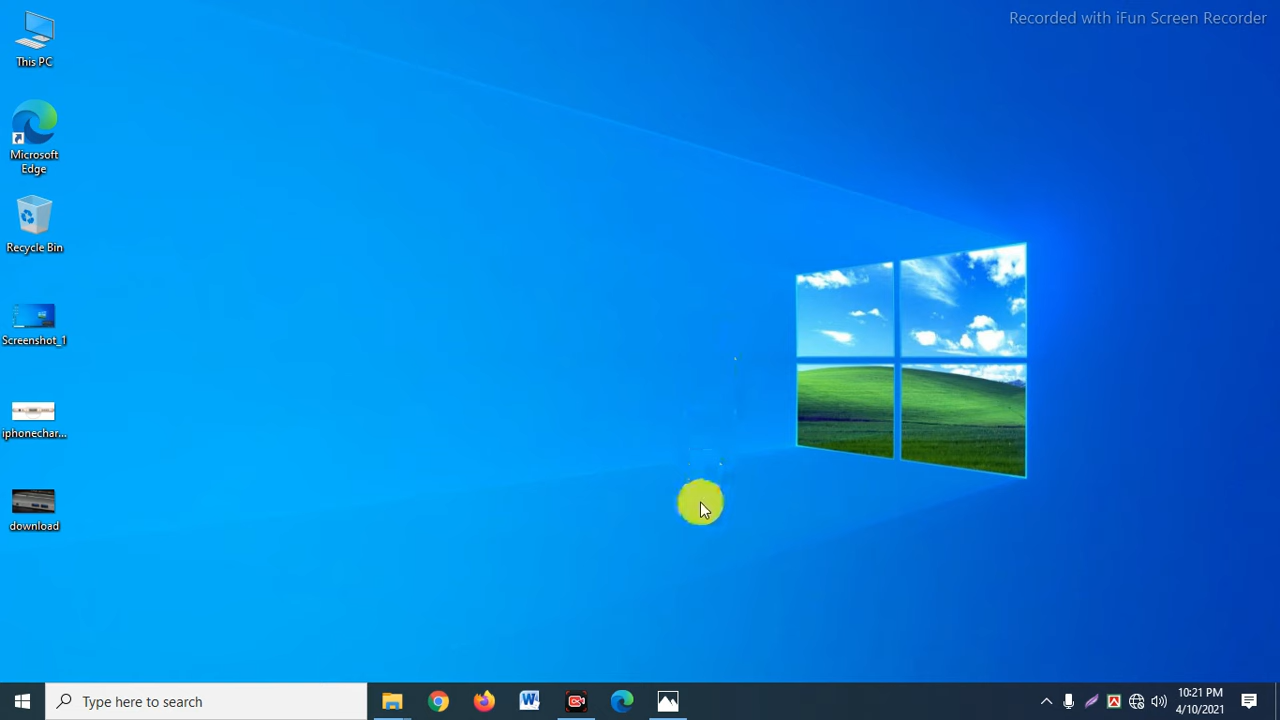 Recorded with iFun Screen Recorder
This PC
Microsoft
Edge
Recycle Bin
Screenshot_1
iphonechar...
download
Type here to search
W
10:21 PM
4/10/2021